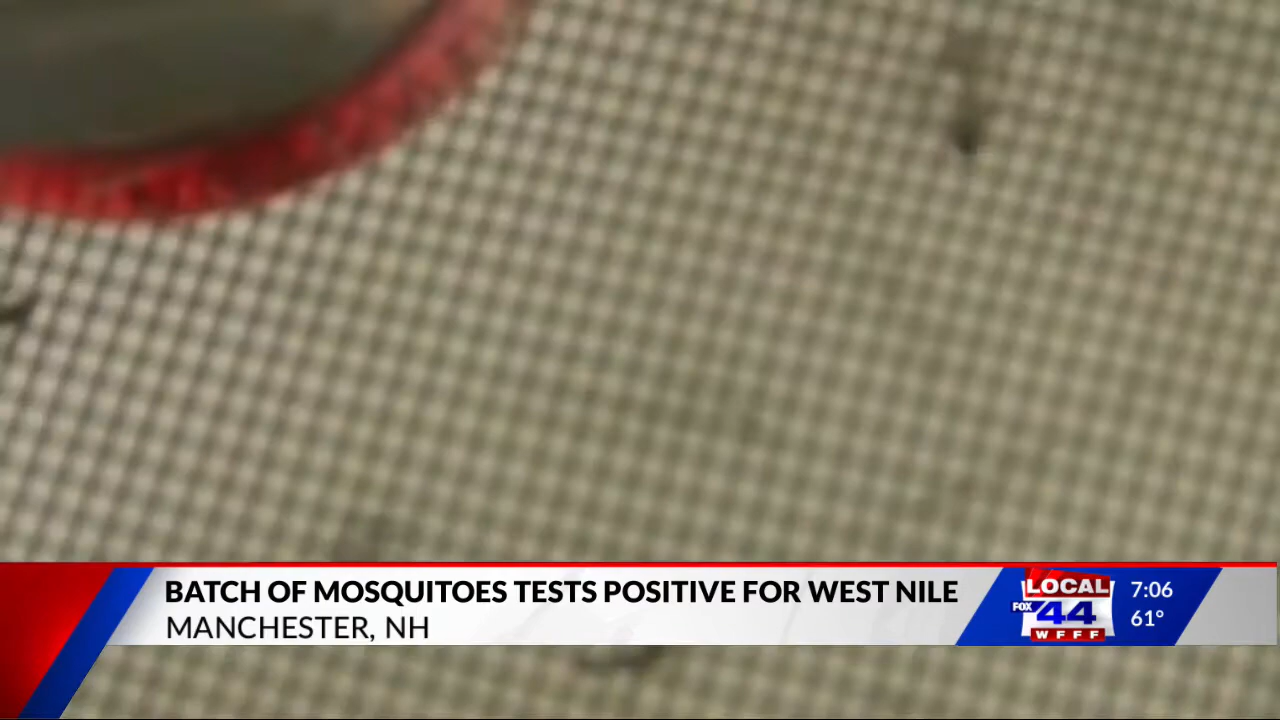 BATCH OF MOSQUITOES TESTS POSITIVE FOR WEST NILE
MANCHESTER, NH
LOCAL
FOX 44
WFFF
7:06
61°